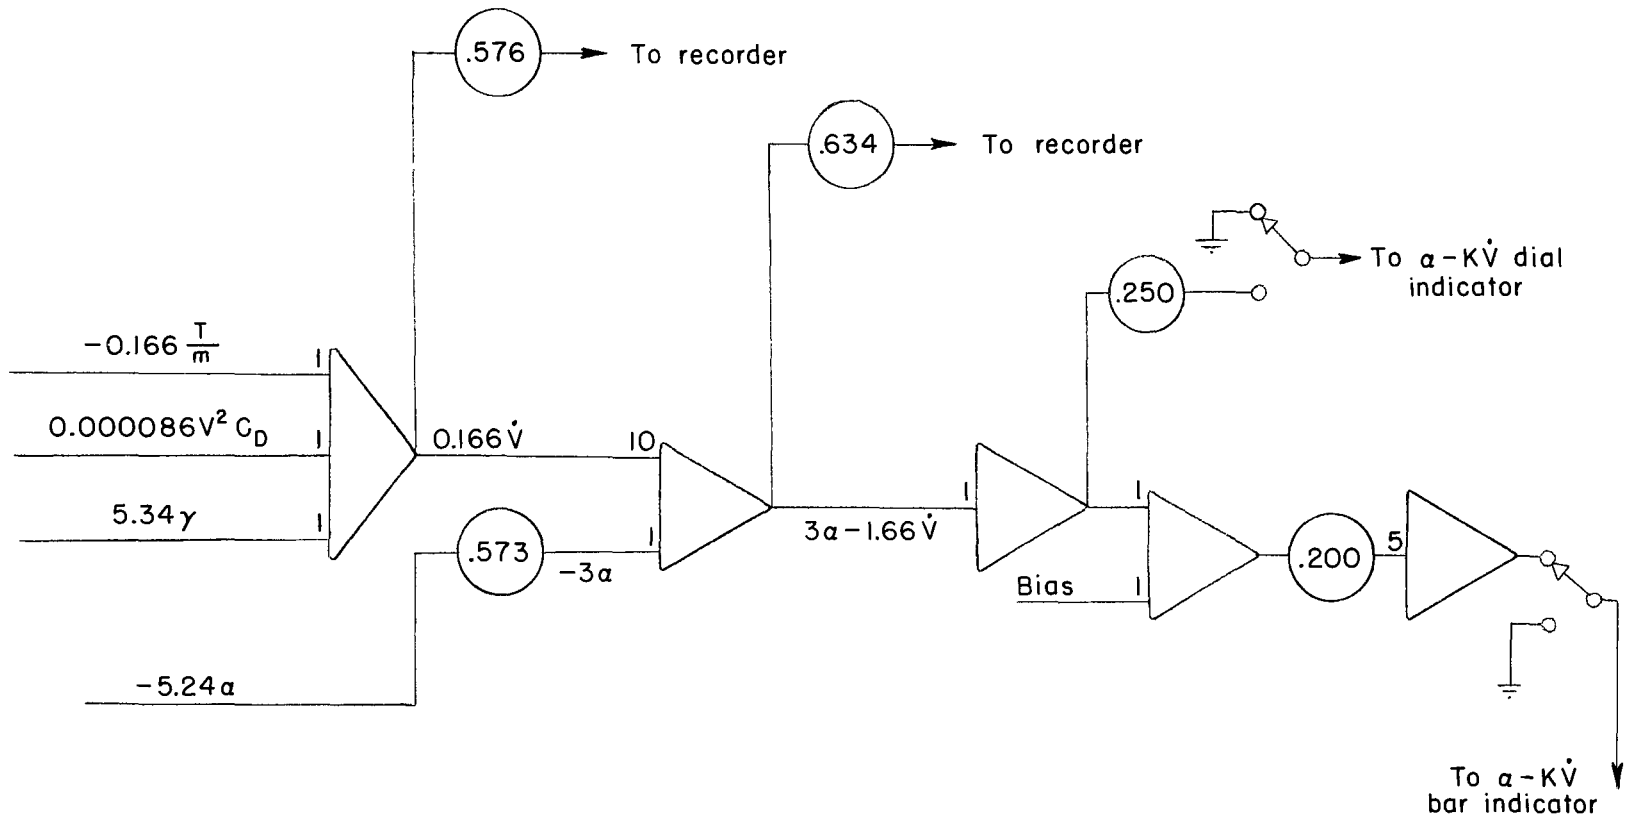 .576 To recorder
.634 To recorder
To α-KV̇ dial
indicator
.250
-0.166 T/m 1
0.000086V² C_D 1
0.166 V̇ 10
5.34γ 1
.573 -3α 1
3α-1.66V̇ 1
1
Bias 1
.200 5
-5.24α
To α-KV̇
bar indicator